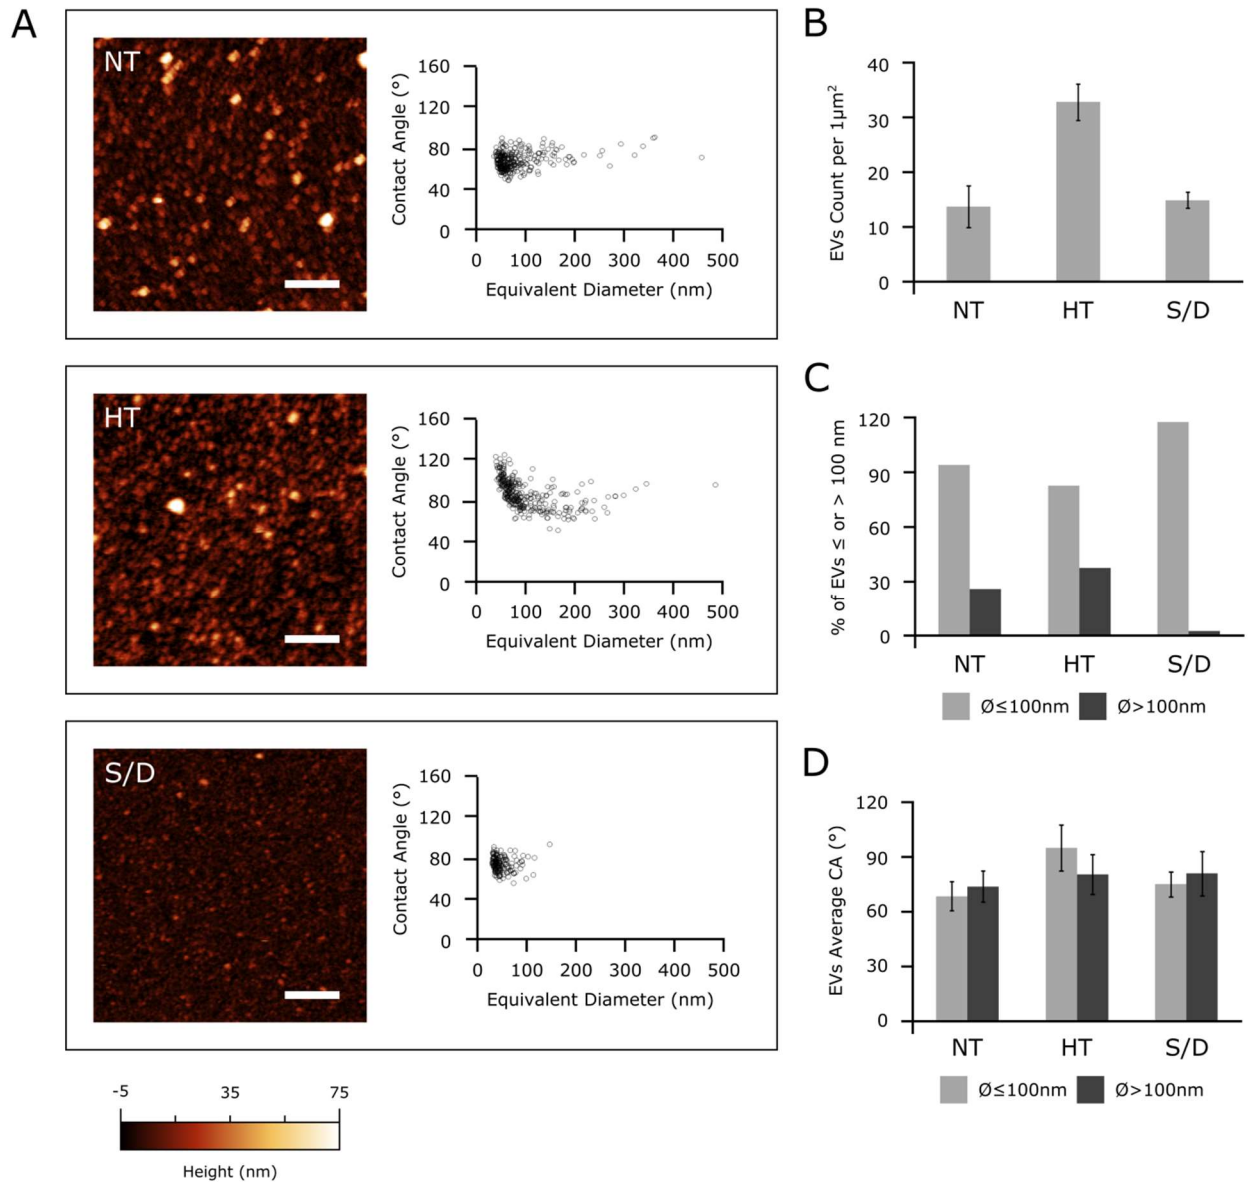 A
NT
Contact Angle (°)
160
120
80
40
0
0 100 200 300 400 500
Equivalent Diameter (nm)
HT
Contact Angle (°)
160
120
80
40
0
0 100 200 300 400 500
Equivalent Diameter (nm)
S/D
Contact Angle (°)
160
120
80
40
0
0 100 200 300 400 500
Equivalent Diameter (nm)
-5 35 75
Height (nm)
B
EVs Count per 1µm²
40
30
20
10
0
NT HT S/D
C
% of EVs ≤ or > 100 nm
120
90
60
30
0
NT HT S/D
Ø≤100nm Ø>100nm
D
EVs Average CA (°)
120
90
60
30
0
NT HT S/D
Ø≤100nm Ø>100nm